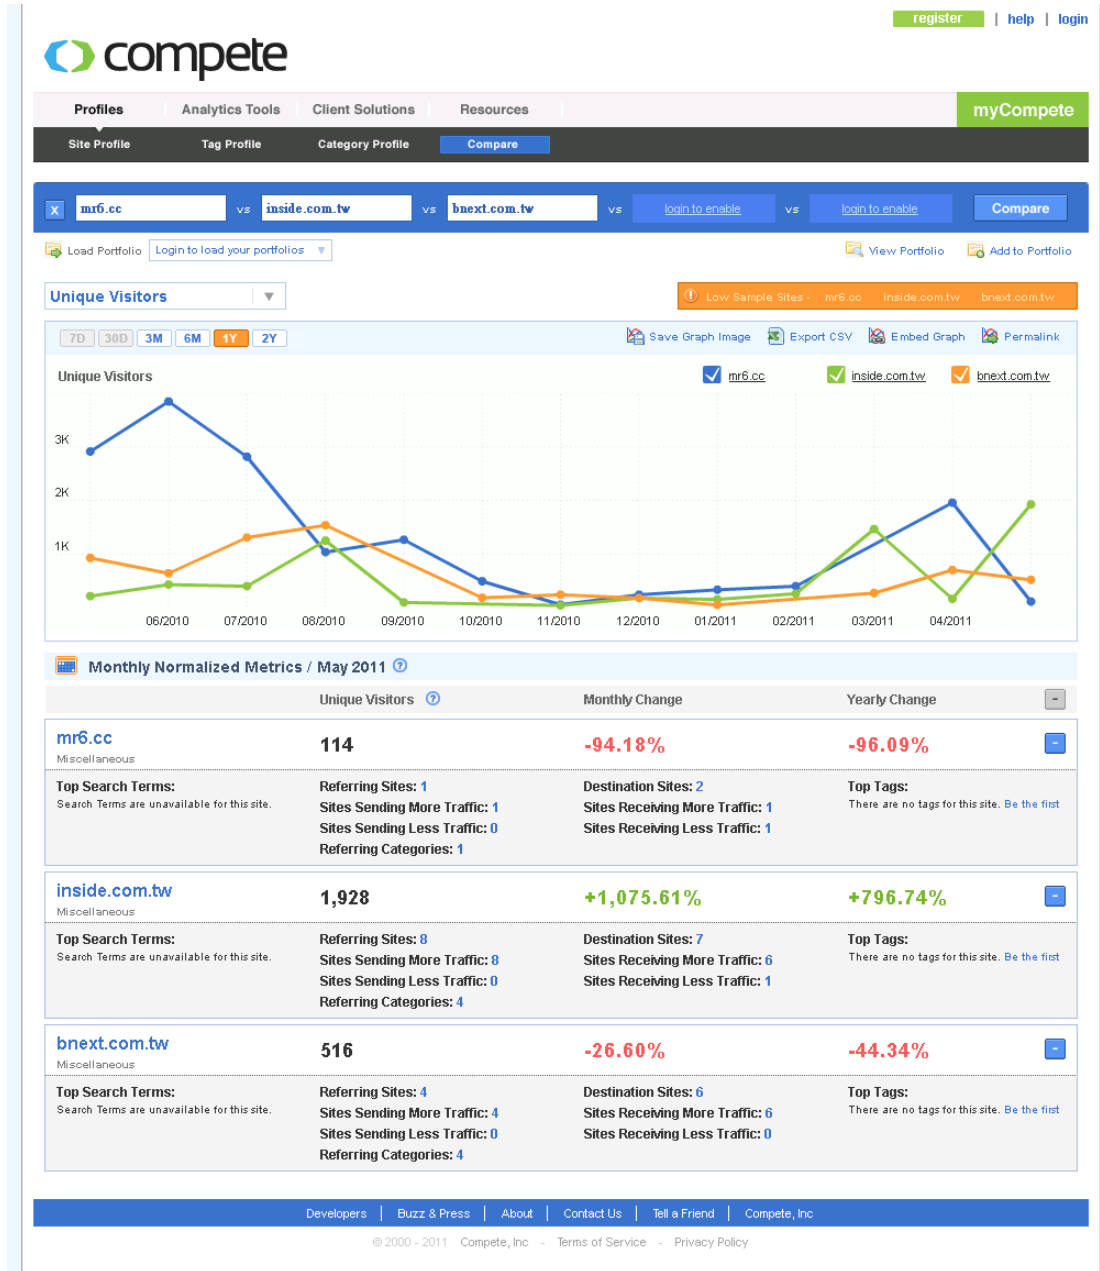 register | help | login
compete
Profiles Analytics Tools Client Solutions Resources myCompete
Site Profile Tag Profile Category Profile Compare
x mr6.cc vs inside.com.tw vs bnext.com.tw vs login to enable vs login to enable Compare
Load Portfolio Login to load your portfolios View Portfolio Add to Portfolio
Unique Visitors Low Sample Sites - mr6.cc inside.com.tw bnext.com.tw
7D 30D 3M 6M 1Y 2Y Save Graph Image Export CSV Embed Graph Permalink
Unique Visitors mr6.cc inside.com.tw bnext.com.tw
3K
2K
1K
06/2010 07/2010 08/2010 09/2010 10/2010 11/2010 12/2010 01/2011 02/2011 03/2011 04/2011
Monthly Normalized Metrics / May 2011 ?
Unique Visitors ? Monthly Change Yearly Change -
mr6.cc 114 -94.18% -96.09% -
Miscellaneous
Top Search Terms: Referring Sites: 1 Destination Sites: 2 Top Tags:
Search Terms are unavailable for this site. Sites Sending More Traffic: 1 Sites Receiving More Traffic: 1 There are no tags for this site. Be the first
Sites Sending Less Traffic: 0 Sites Receiving Less Traffic: 1
Referring Categories: 1
inside.com.tw 1,928 +1,075.61% +796.74% -
Miscellaneous
Top Search Terms: Referring Sites: 8 Destination Sites: 7 Top Tags:
Search Terms are unavailable for this site. Sites Sending More Traffic: 8 Sites Receiving More Traffic: 6 There are no tags for this site. Be the first
Sites Sending Less Traffic: 0 Sites Receiving Less Traffic: 1
Referring Categories: 4
bnext.com.tw 516 -26.60% -44.34% -
Miscellaneous
Top Search Terms: Referring Sites: 4 Destination Sites: 6 Top Tags:
Search Terms are unavailable for this site. Sites Sending More Traffic: 4 Sites Receiving More Traffic: 6 There are no tags for this site. Be the first
Sites Sending Less Traffic: 0 Sites Receiving Less Traffic: 0
Referring Categories: 4
Developers | Buzz & Press | About | Contact Us | Tell a Friend | Compete, Inc
© 2000 - 2011 Compete, Inc - Terms of Service - Privacy Policy